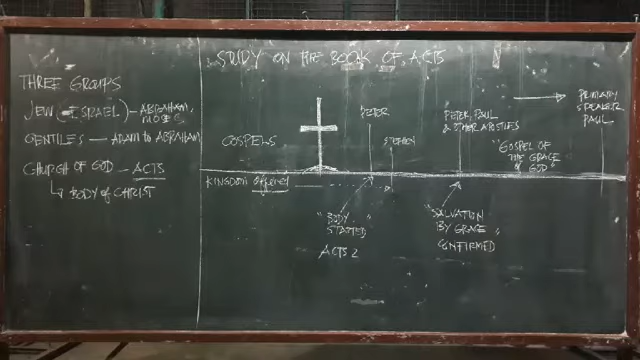 STUDY ON THE BOOK OF ACTS
THREE GROUPS
JEW (ISRAEL) - ABRAHAM,
MOSES
GENTILES - ADAM TO ABRAHAM
CHURCH OF GOD - ACTS
BODY OF CHRIST
GOSPELS
KINGDOM offered
PETER
STEPHEN
PETER, PAUL
& OTHER APOSTLES
"GOSPEL OF
THE GRACE
OF GOD"
PRIMARY
SPEAKER
PAUL
"BODY
STARTED"
ACTS 2
"SALVATION
BY GRACE"
CONFIRMED